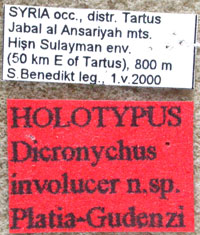 SYRIA occ., distr. Tartus
Jabal al Ansariyah mts.
Hişn Sulayman env.
(50 km E of Tartus), 800 m
S.Benedikt leg., 1.v.2000
HOLOTYPUS
Dicronychus
involucer n.sp.
Platia-Gudenzi